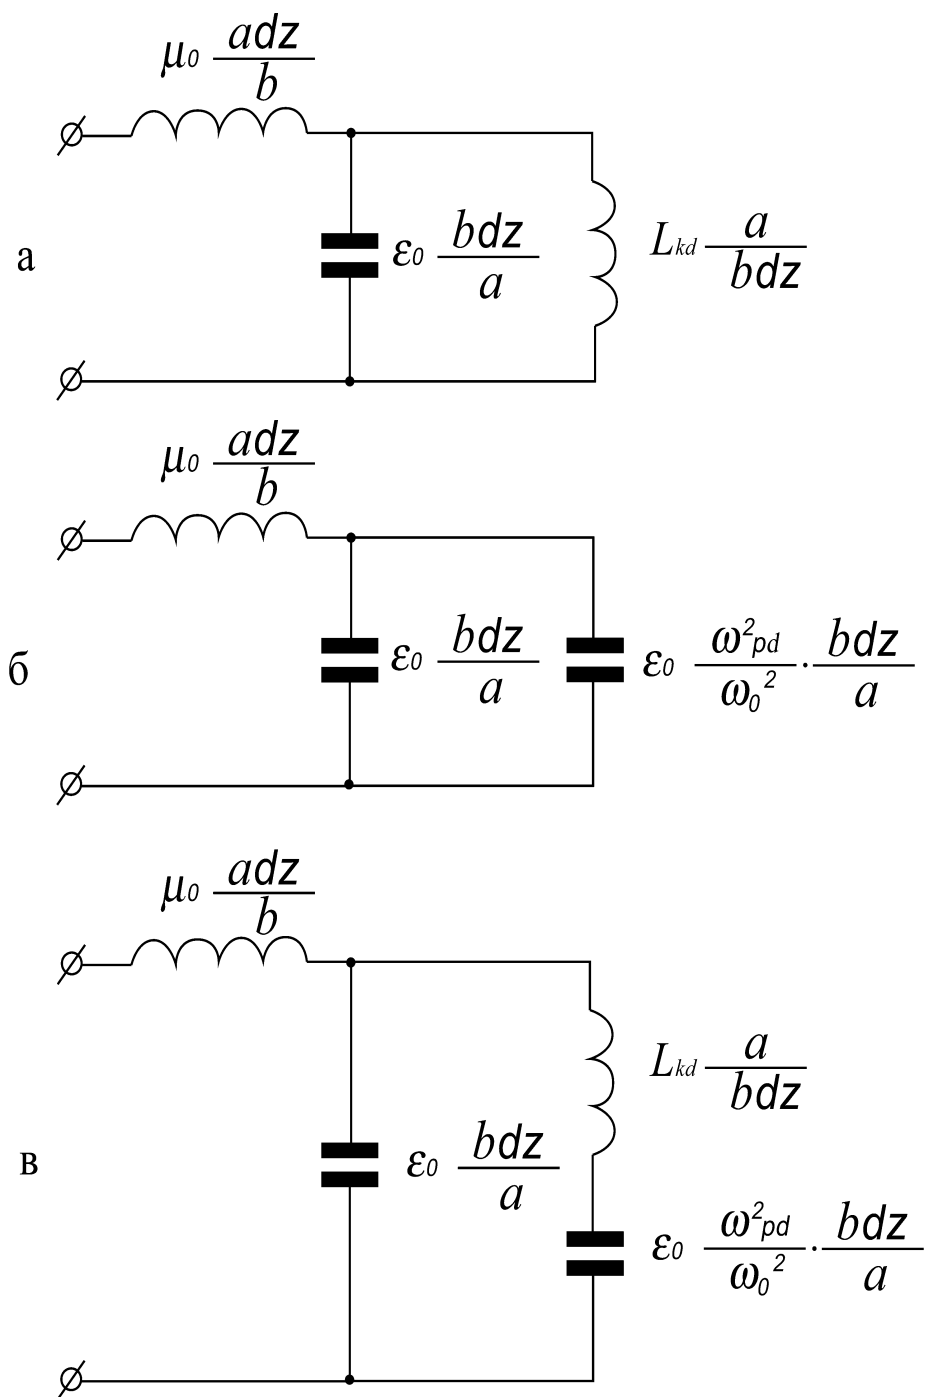 μ₀ adz/b
а
ε₀ bdz/a
L_kd a/bdz
μ₀ adz/b
б
ε₀ bdz/a
ε₀ ω²_pd/ω₀² · bdz/a
μ₀ adz/b
L_kd a/bdz
в
ε₀ bdz/a
ε₀ ω²_pd/ω₀² · bdz/a